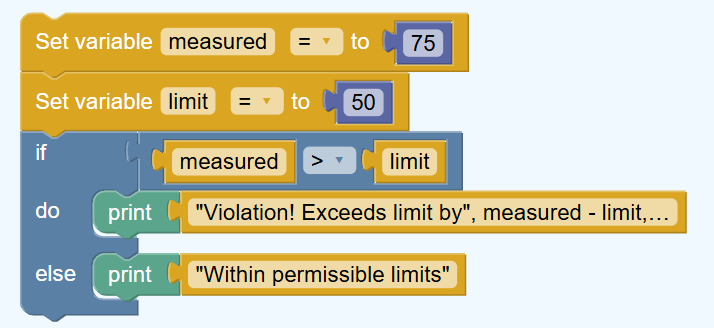 Set variable measured = to 75
Set variable limit = to 50
if measured > limit
do print "Violation! Exceeds limit by", measured - limit,...
else print "Within permissible limits"